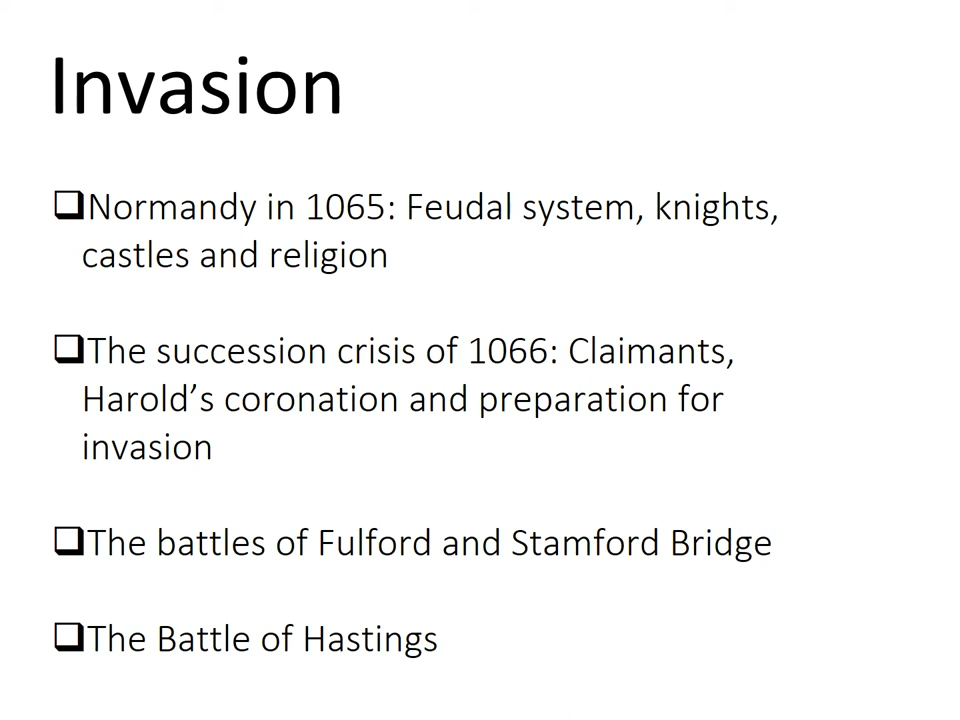 Invasion
❑Normandy in 1065: Feudal system, knights,
castles and religion
❑The succession crisis of 1066: Claimants,
Harold’s coronation and preparation for
invasion
❑The battles of Fulford and Stamford Bridge
❑The Battle of Hastings